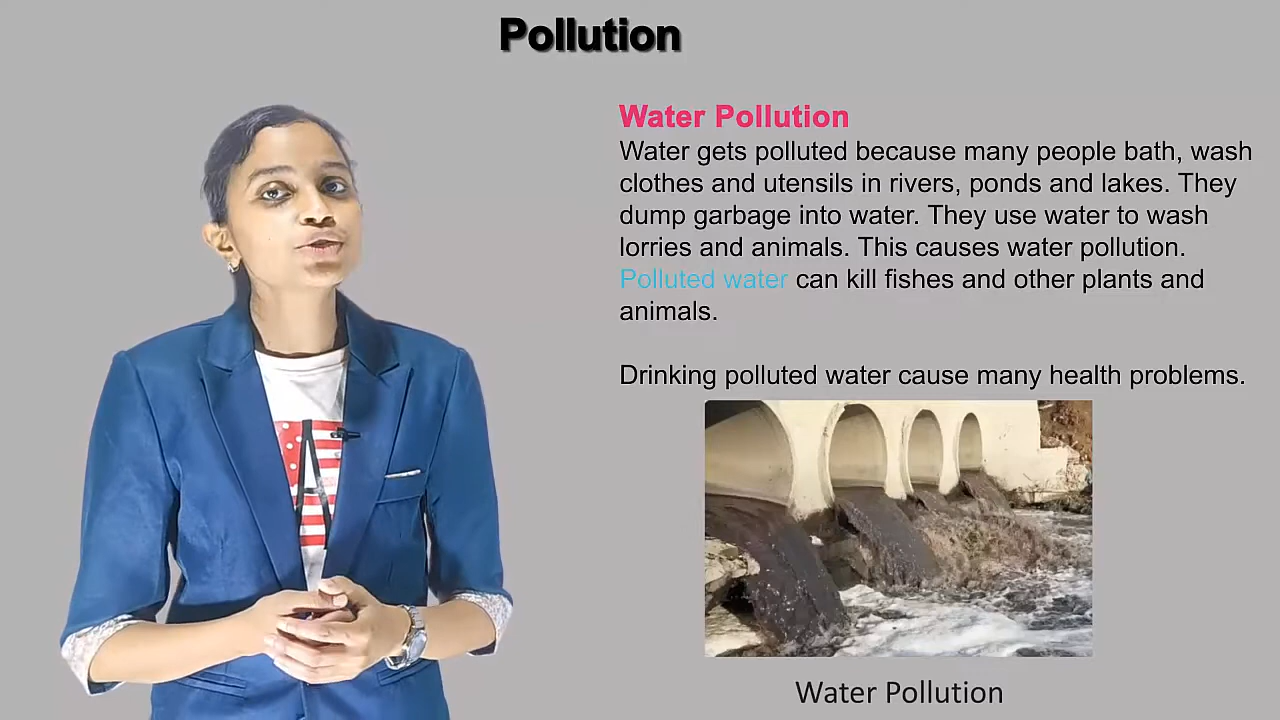 Pollution
Water Pollution
Water gets polluted because many people bath, wash
clothes and utensils in rivers, ponds and lakes. They
dump garbage into water. They use water to wash
lorries and animals. This causes water pollution.
Polluted water can kill fishes and other plants and
animals.
Drinking polluted water cause many health problems.
Water Pollution